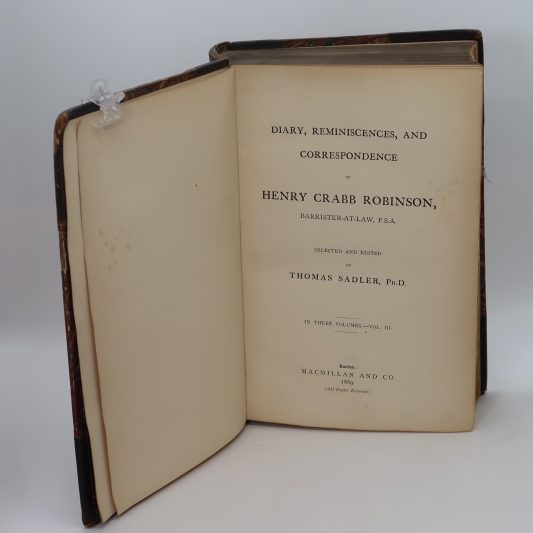 DIARY, REMINISCENCES, AND
CORRESPONDENCE
OF
HENRY CRABB ROBINSON,
BARRISTER-AT-LAW, F.S.A.
SELECTED AND EDITED
BY
THOMAS SADLER, PH.D.
IN THREE VOLUMES.—VOL. III.
MACMILLAN AND CO.
1869.
[All Rights Reserved.]